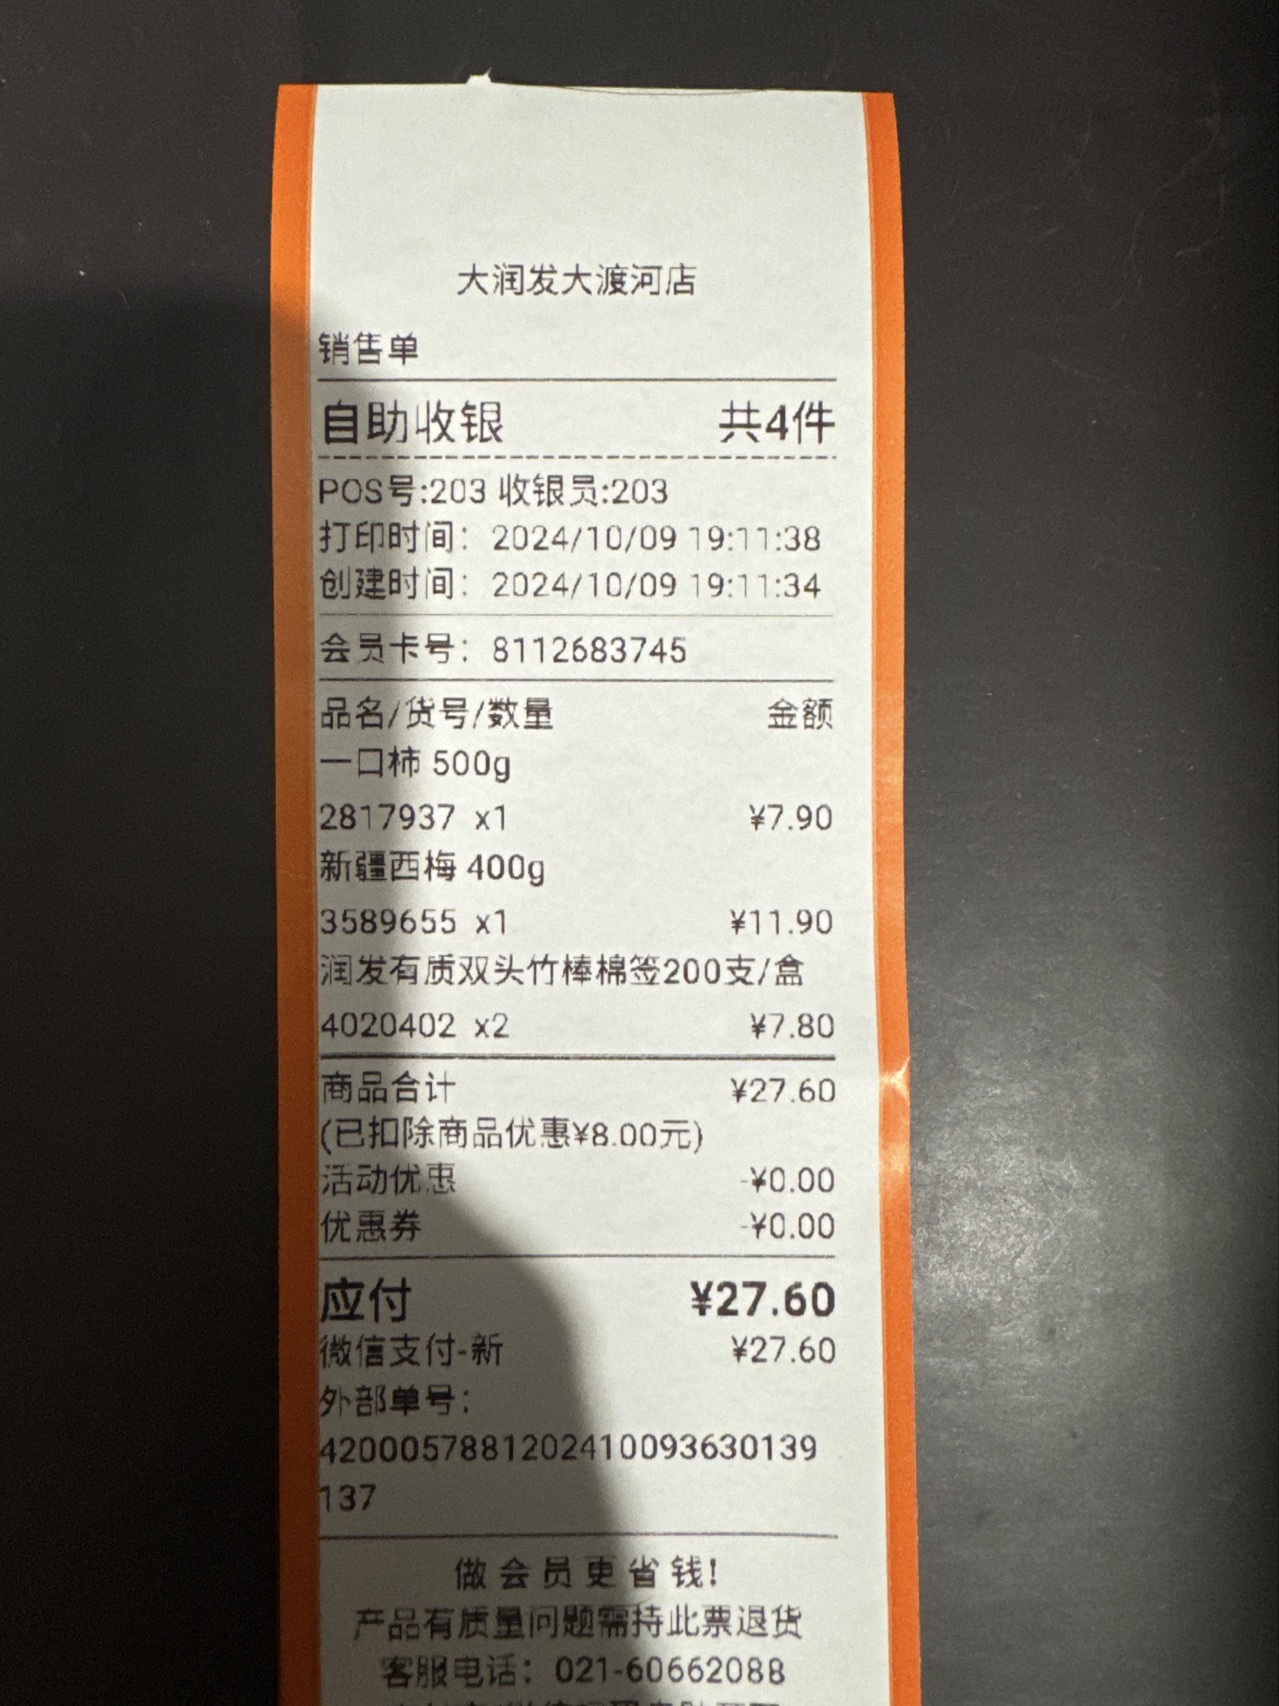 大润发大渡河店
销售单
自助收银 共4件
POS号:203 收银员:203
打印时间：2024/10/09 19:11:38
创建时间：2024/10/09 19:11:34
会员卡号：8112683745
品名/货号/数量 金额
一口柿 500g
2817937 x1 ¥7.90
新疆西梅 400g
3589655 x1 ¥11.90
润发有质双头竹棒棉签200支/盒
4020402 x2 ¥7.80
商品合计 ¥27.60
(已扣除商品优惠¥8.00元)
活动优惠 -¥0.00
优惠券 -¥0.00
应付 ¥27.60
微信支付-新 ¥27.60
外部单号：
4200057881202410093630139
137
做会员更省钱!
产品有质量问题需持此票退货
客服电话：021-60662088